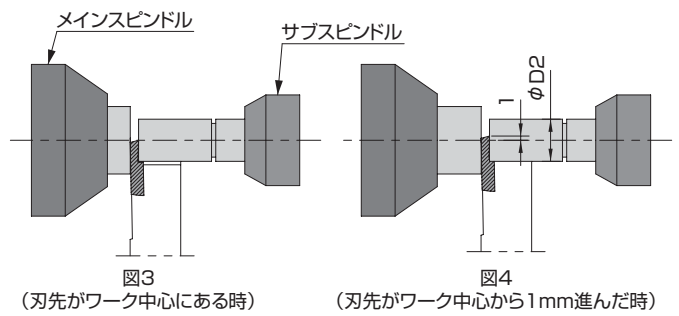 メインスピンドル
サブスピンドル
1
φD2
図3
（刃先がワーク中心にある時）
図4
（刃先がワーク中心から1mm進んだ時）